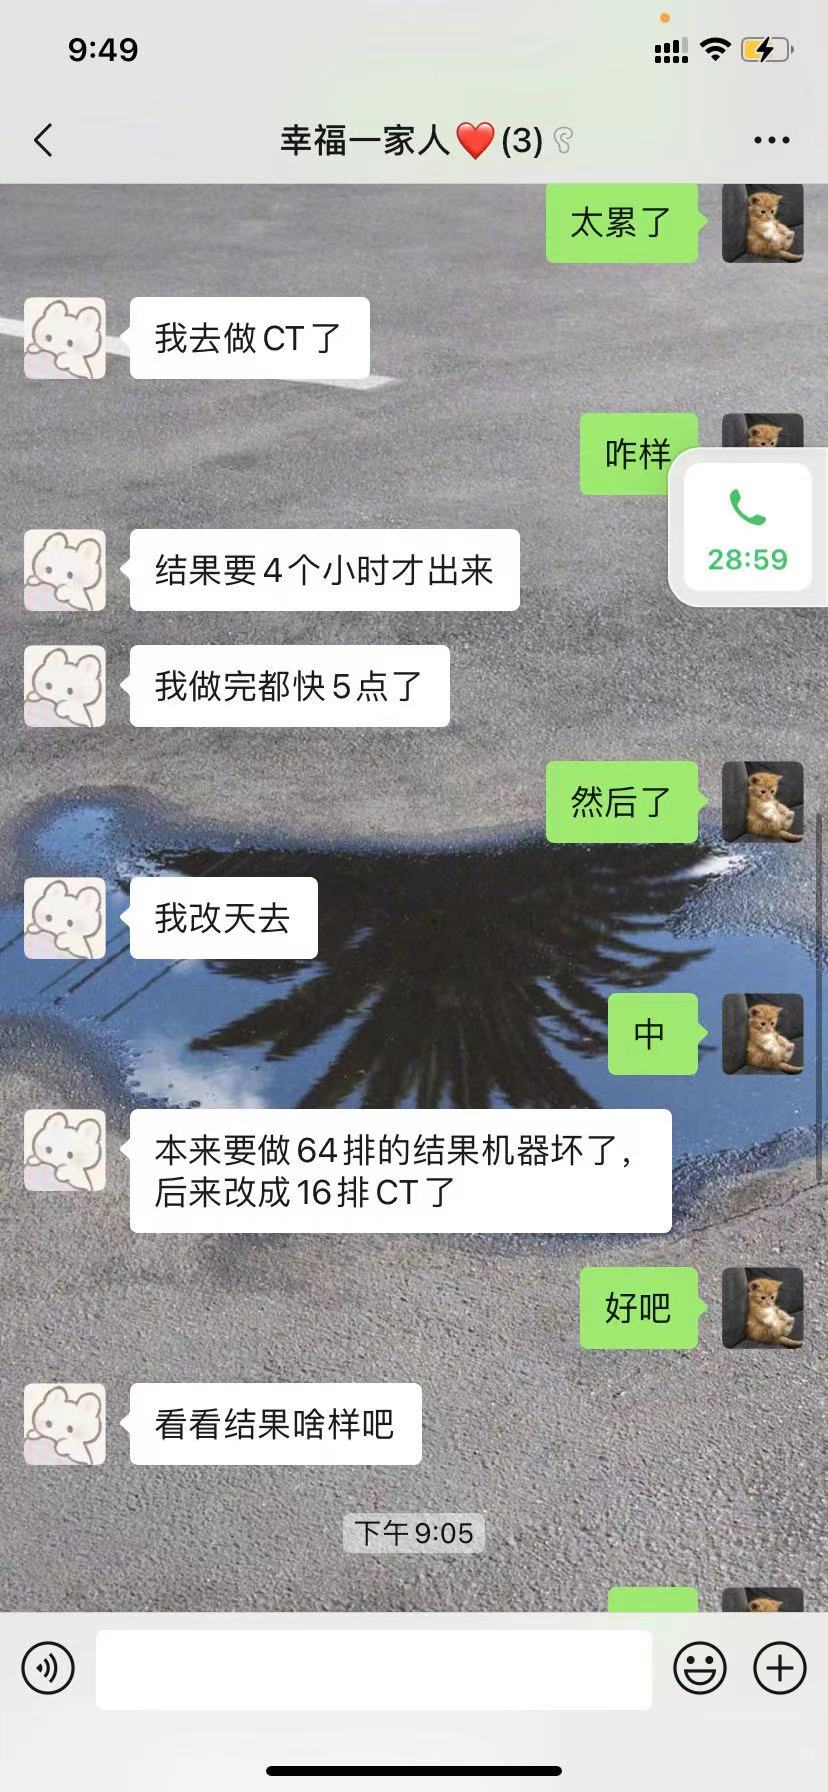 9:49
幸福一家人❤️(3)
太累了
我去做CT了
咋样
28:59
结果要4个小时才出来
我做完都快5点了
然后了
我改天去
中
本来要做64排的结果机器坏了，
后来改成16排CT了
好吧
看看结果啥样吧
下午9:05